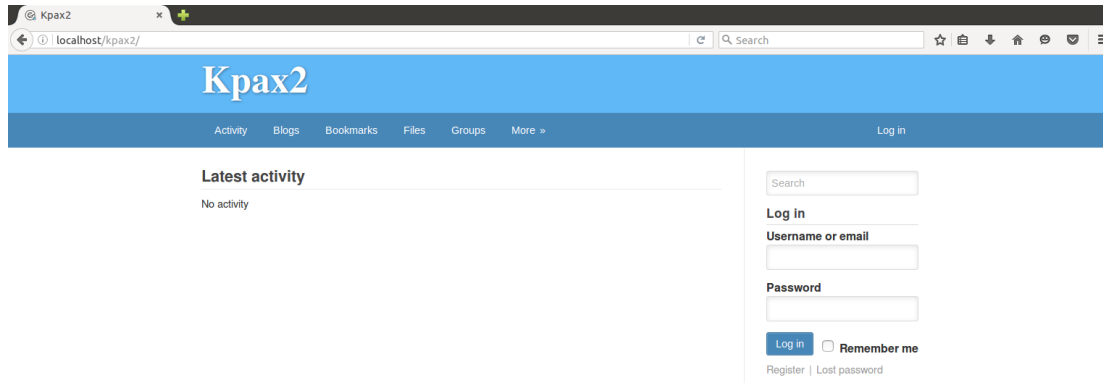 Kpax2
localhost/kpax2/
Search
Kpax2
Activity Blogs Bookmarks Files Groups More » Log in
Latest activity
No activity
Search
Log in
Username or email
Password
Log in Remember me
Register | Lost password